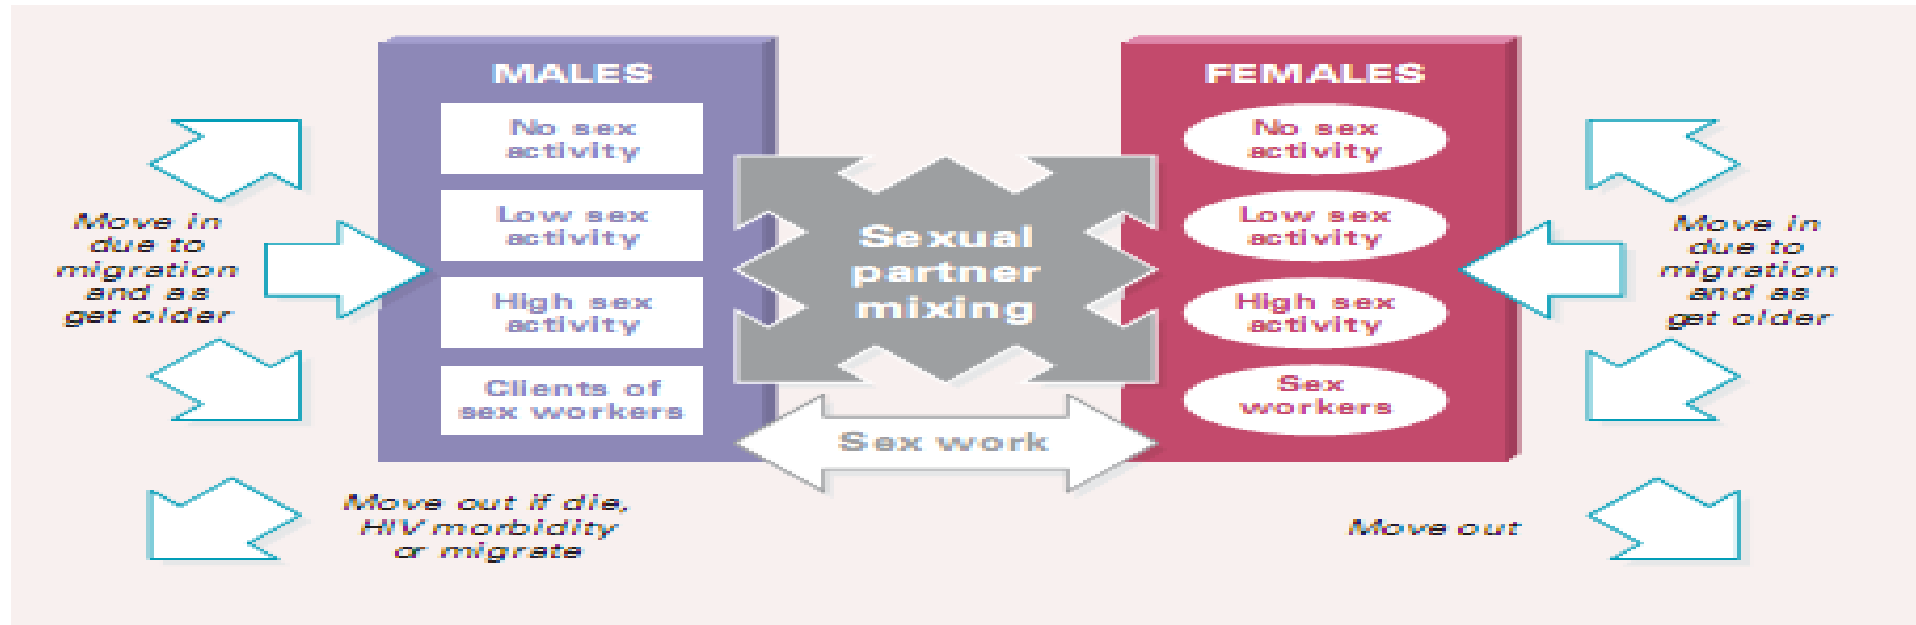 MALES
No sex
activity
Low sex
activity
High sex
activity
Clients of
sex workers
FEMALES
No sex
activity
Low sex
activity
High sex
activity
Sex
workers
Sexual
partner
mixing
Sex work
Move in
due to
migration
and as
get older
Move in
due to
migration
and as
get older
Move out if die,
HIV morbidity
or migrate
Move out